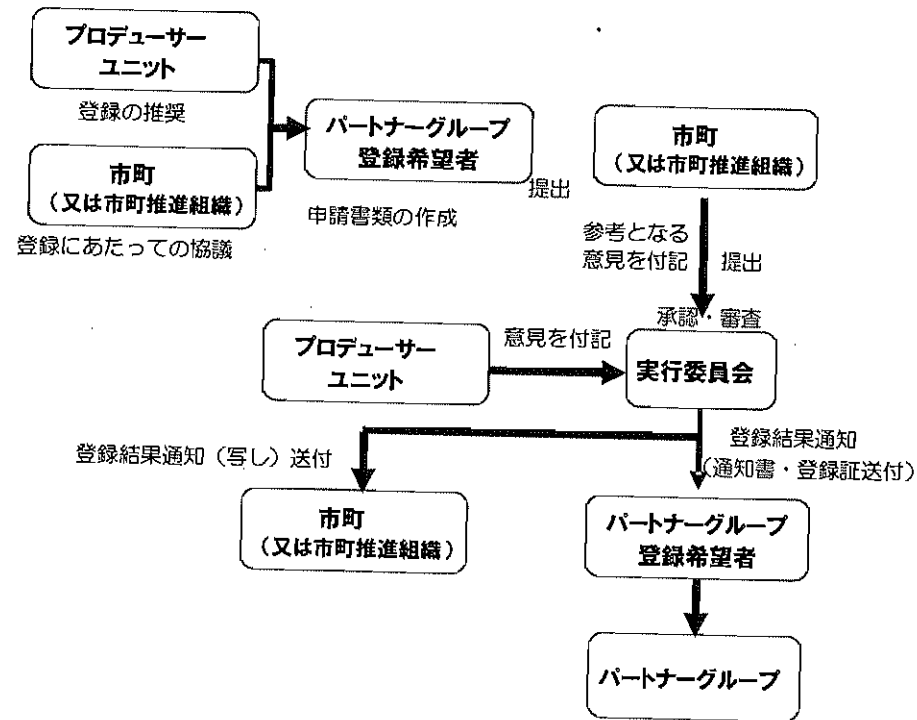 プロデューサー
ユニット
登録の推奨
市町
(又は市町推進組織)
登録にあたっての協議
パートナーグループ
登録希望者
申請書類の作成
提出
市町
(又は市町推進組織)
参考となる
意見を付記
提出
承認・審査
プロデューサー
ユニット
意見を付記
実行委員会
登録結果通知(写し)送付
登録結果通知
(通知書・登録証送付)
市町
(又は市町推進組織)
パートナーグループ
登録希望者
パートナーグループ